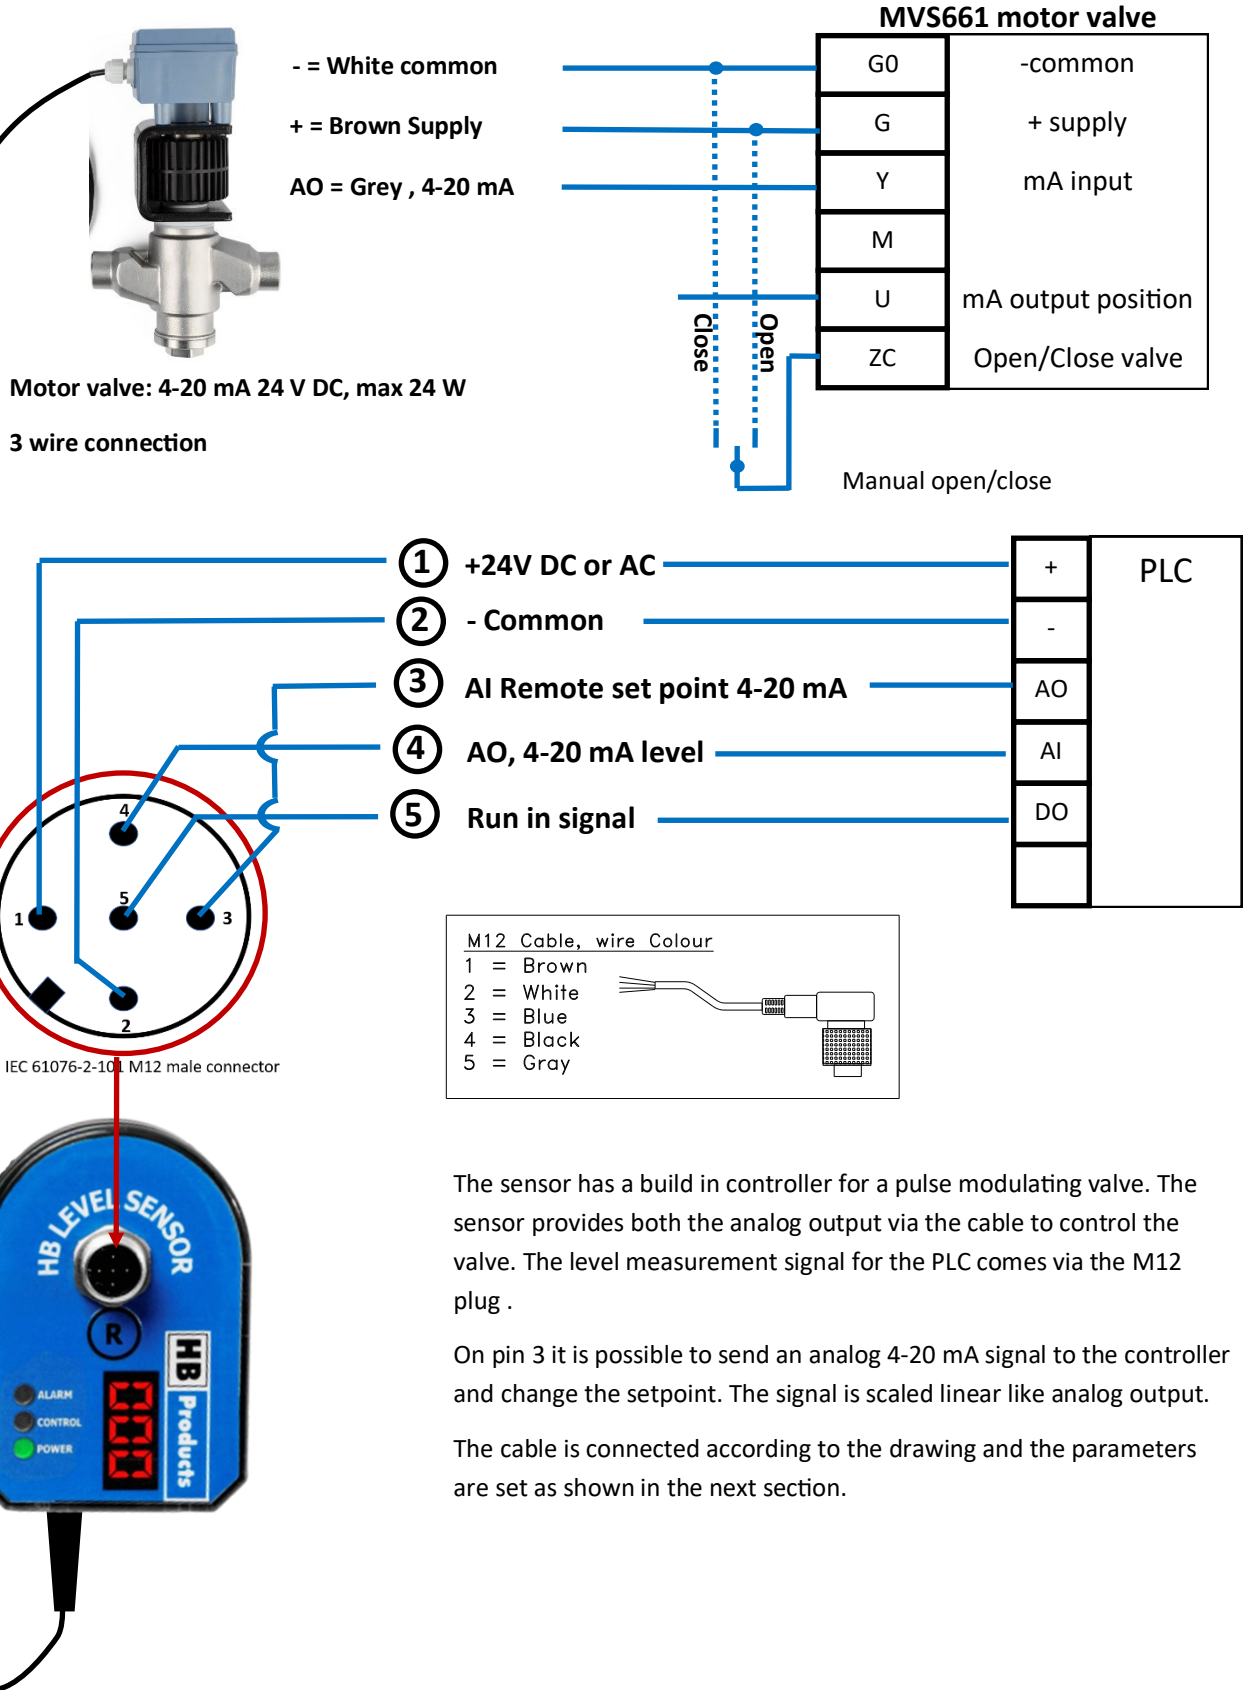 MVS661 motor valve
- = White common
G0
-common
+ = Brown Supply
G
+ supply
AO = Grey , 4-20 mA
Y
mA input
M
U
mA output position
Close
Open
ZC
Open/Close valve
Motor valve: 4-20 mA 24 V DC, max 24 W
3 wire connection
Manual open/close
1
+24V DC or AC
+
PLC
2
- Common
-
3
AI Remote set point 4-20 mA
AO
4
AO, 4-20 mA level
AI
5
Run in signal
DO
4
5
1
3
2
IEC 61076-2-101 M12 male connector
M12 Cable, wire Colour
1 = Brown
2 = White
3 = Blue
4 = Black
5 = Gray
HB LEVEL SENSOR
R
HB
Products
ALARM
CONTROL
POWER
000
The sensor has a build in controller for a pulse modulating valve. The
sensor provides both the analog output via the cable to control the
valve. The level measurement signal for the PLC comes via the M12
plug .
On pin 3 it is possible to send an analog 4-20 mA signal to the controller
and change the setpoint. The signal is scaled linear like analog output.
The cable is connected according to the drawing and the parameters
are set as shown in the next section.